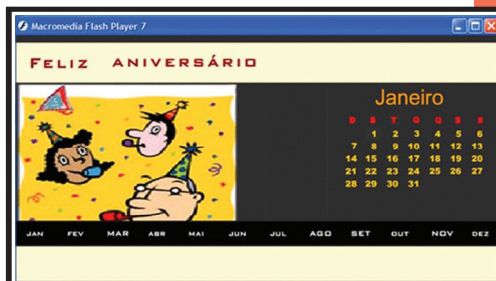 Macromedia Flash Player 7
FELIZ ANIVERSÁRIO
Janeiro
D S T Q Q S S
1 2 3 4 5 6
7 8 9 10 11 12 13
14 15 16 17 18 19 20
21 22 23 24 25 26 27
28 29 30 31
JAN FEV MAR ABR MAI JUN JUL AGO SET OUT NOV DEZ